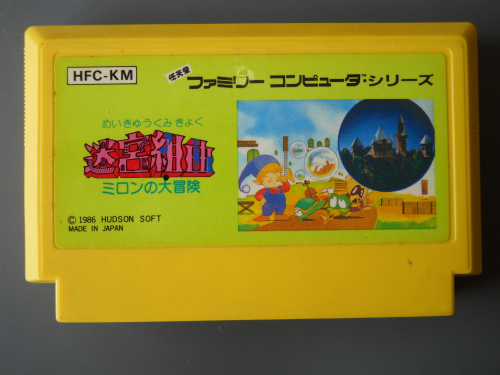 HFC-KM
任天堂 ファミリーコンピュータ・シリーズ
めいきゅうくみきょく
迷宮組曲
ミロンの大冒険
© 1986 HUDSON SOFT
MADE IN JAPAN